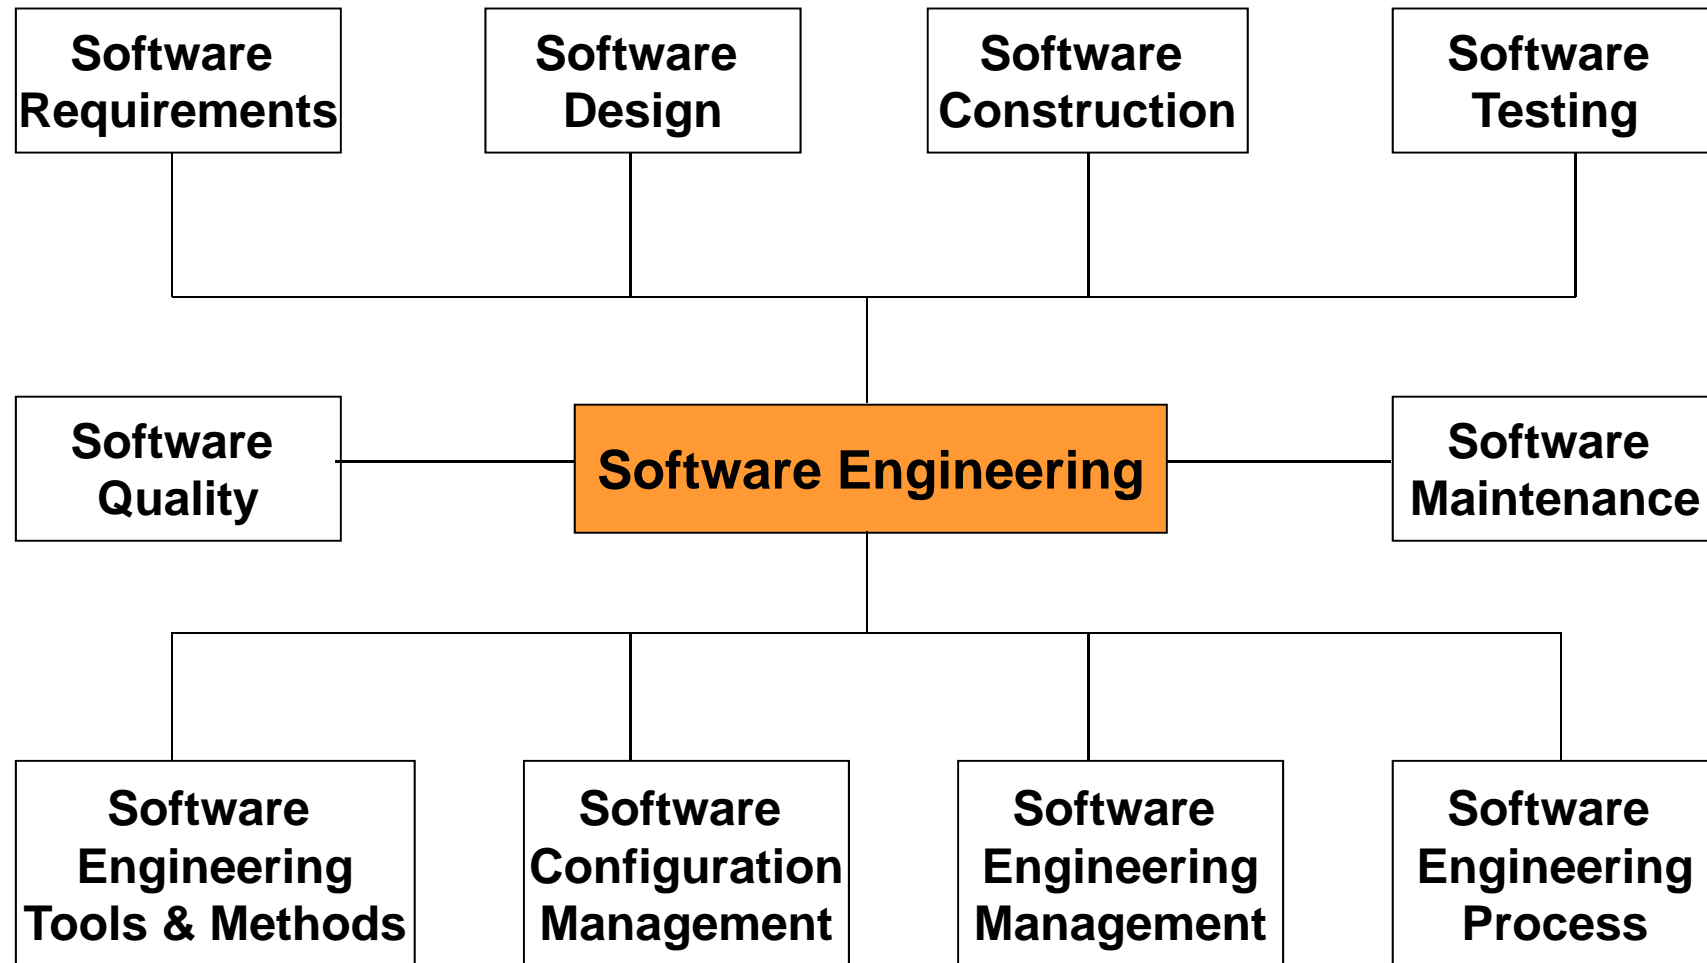 Software
Requirements
Software
Design
Software
Construction
Software
Testing
Software
Quality
Software Engineering
Software
Maintenance
Software
Engineering
Tools & Methods
Software
Configuration
Management
Software
Engineering
Management
Software
Engineering
Process